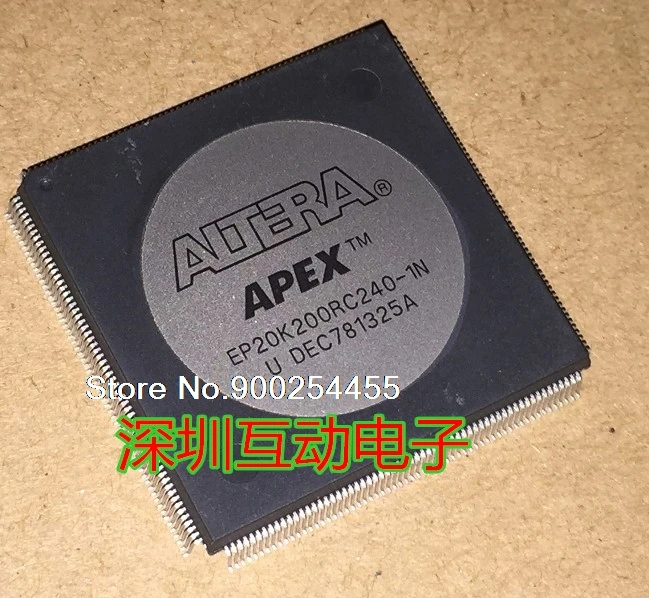 ALTERA®
APEX™
EP20K200RC240-1N
U DEC781325A
Store No.900254455
深圳互动电子